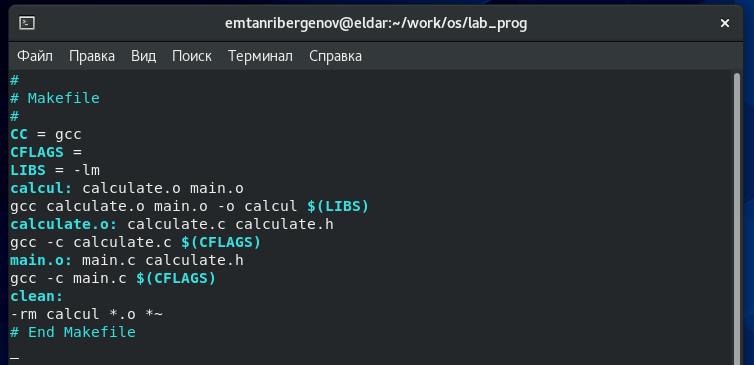 emtanribergenov@eldar:~/work/os/lab_prog
Файл Правка Вид Поиск Терминал Справка
#
# Makefile
#
CC = gcc
CFLAGS =
LIBS = -lm
calcul: calculate.o main.o
gcc calculate.o main.o -o calcul $(LIBS)
calculate.o: calculate.c calculate.h
gcc -c calculate.c $(CFLAGS)
main.o: main.c calculate.h
gcc -c main.c $(CFLAGS)
clean:
-rm calcul *.o *~
# End Makefile